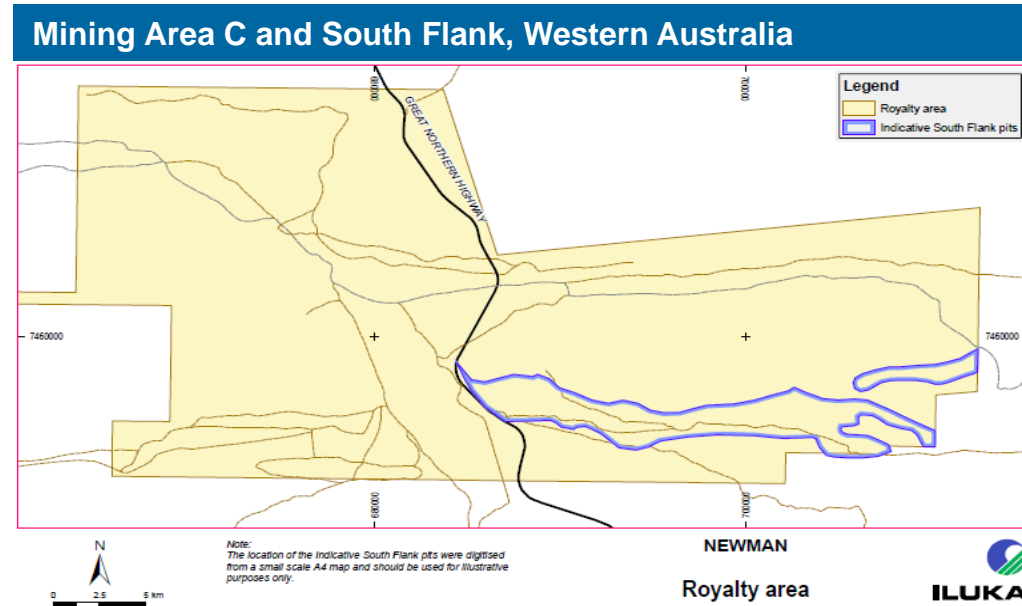 Mining Area C and South Flank, Western Australia
680000
700000
GREAT NORTHERN HIGHWAY
Legend
Royalty area
Indicative South Flank pits
7460000
7460000
680000
700000
N
0 2.5 5 km
Note:
The location of the Indicative South Flank pits were digitised
from a small scale A4 map and should be used for illustrative
purposes only.
NEWMAN
Royalty area
ILUKA